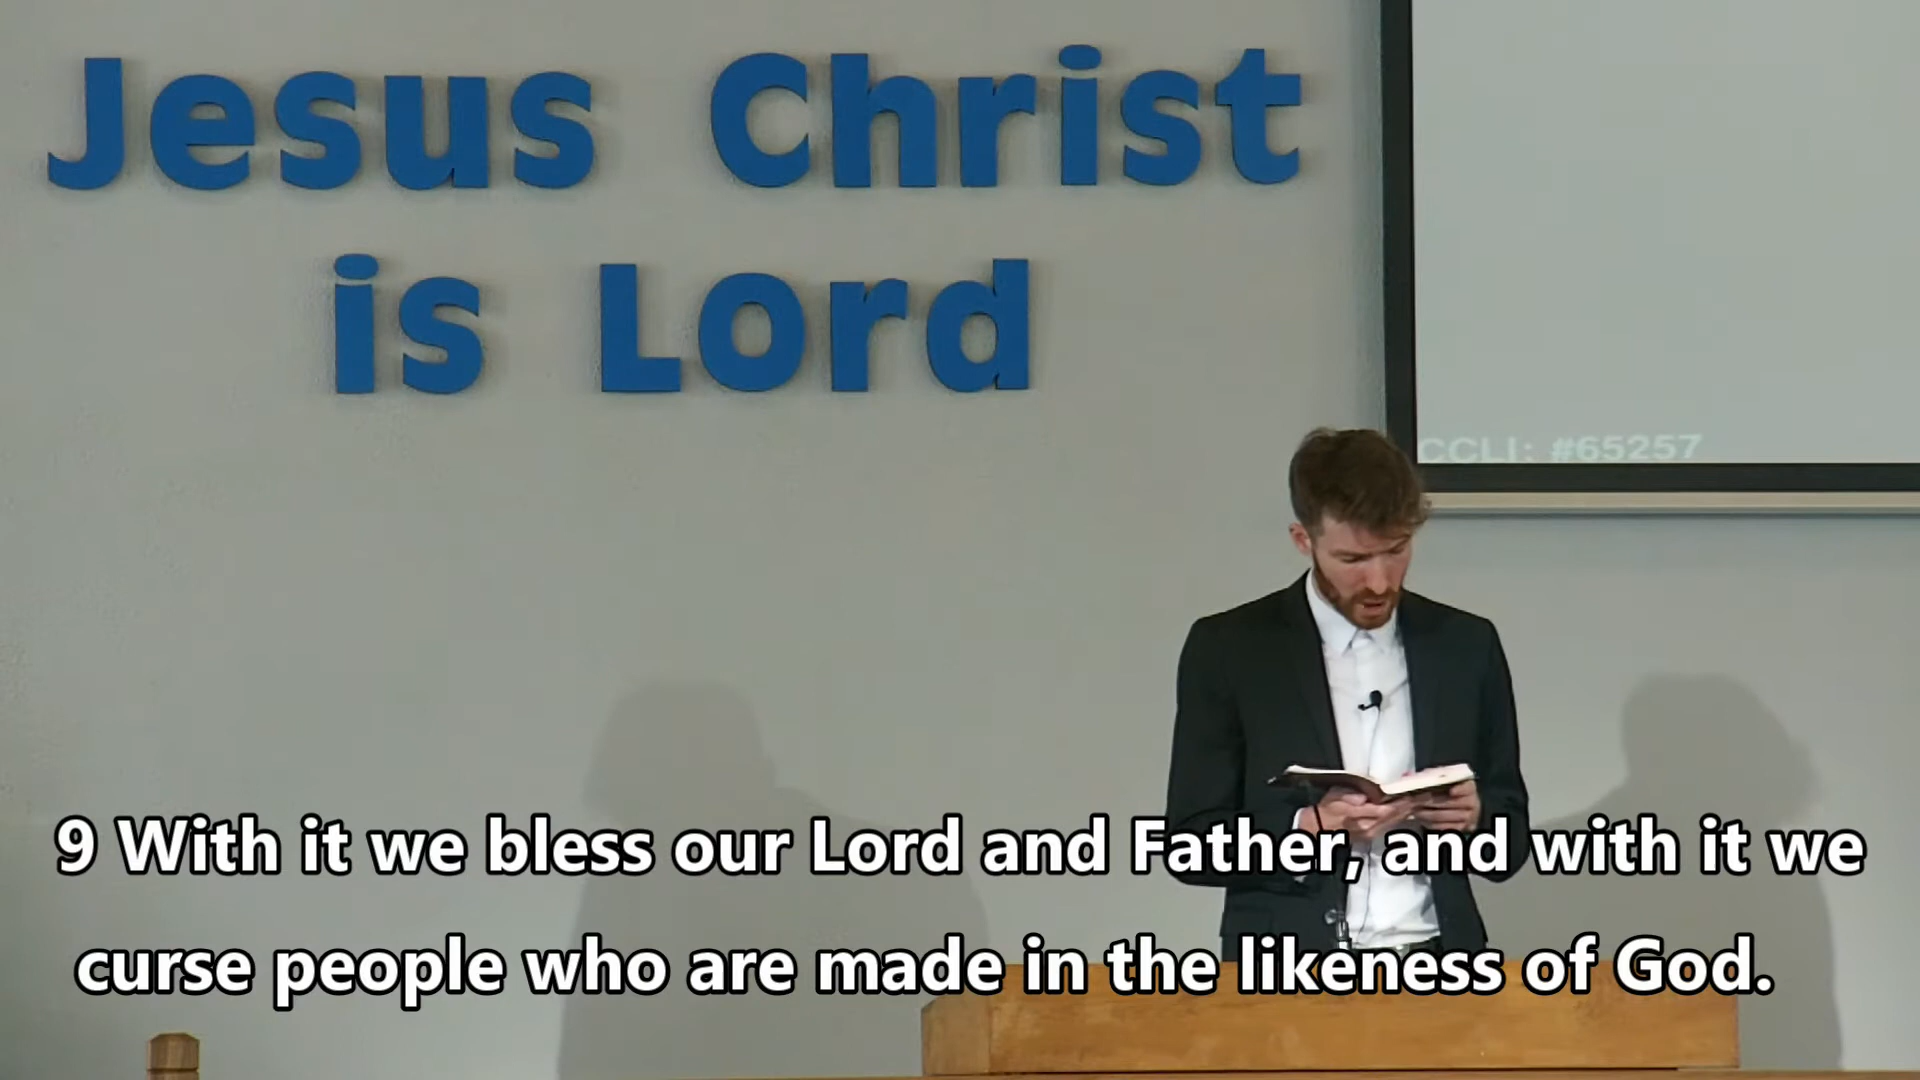 Jesus Christ
is Lord
CCLI: #65257
9 With it we bless our Lord and Father, and with it we
curse people who are made in the likeness of God.